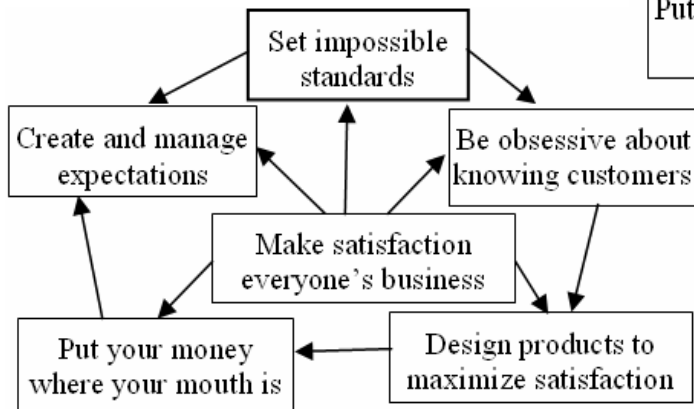 Put
Set impossible
standards
Create and manage
expectations
Be obsessive about
knowing customers
Make satisfaction
everyone’s business
Put your money
where your mouth is
Design products to
maximize satisfaction